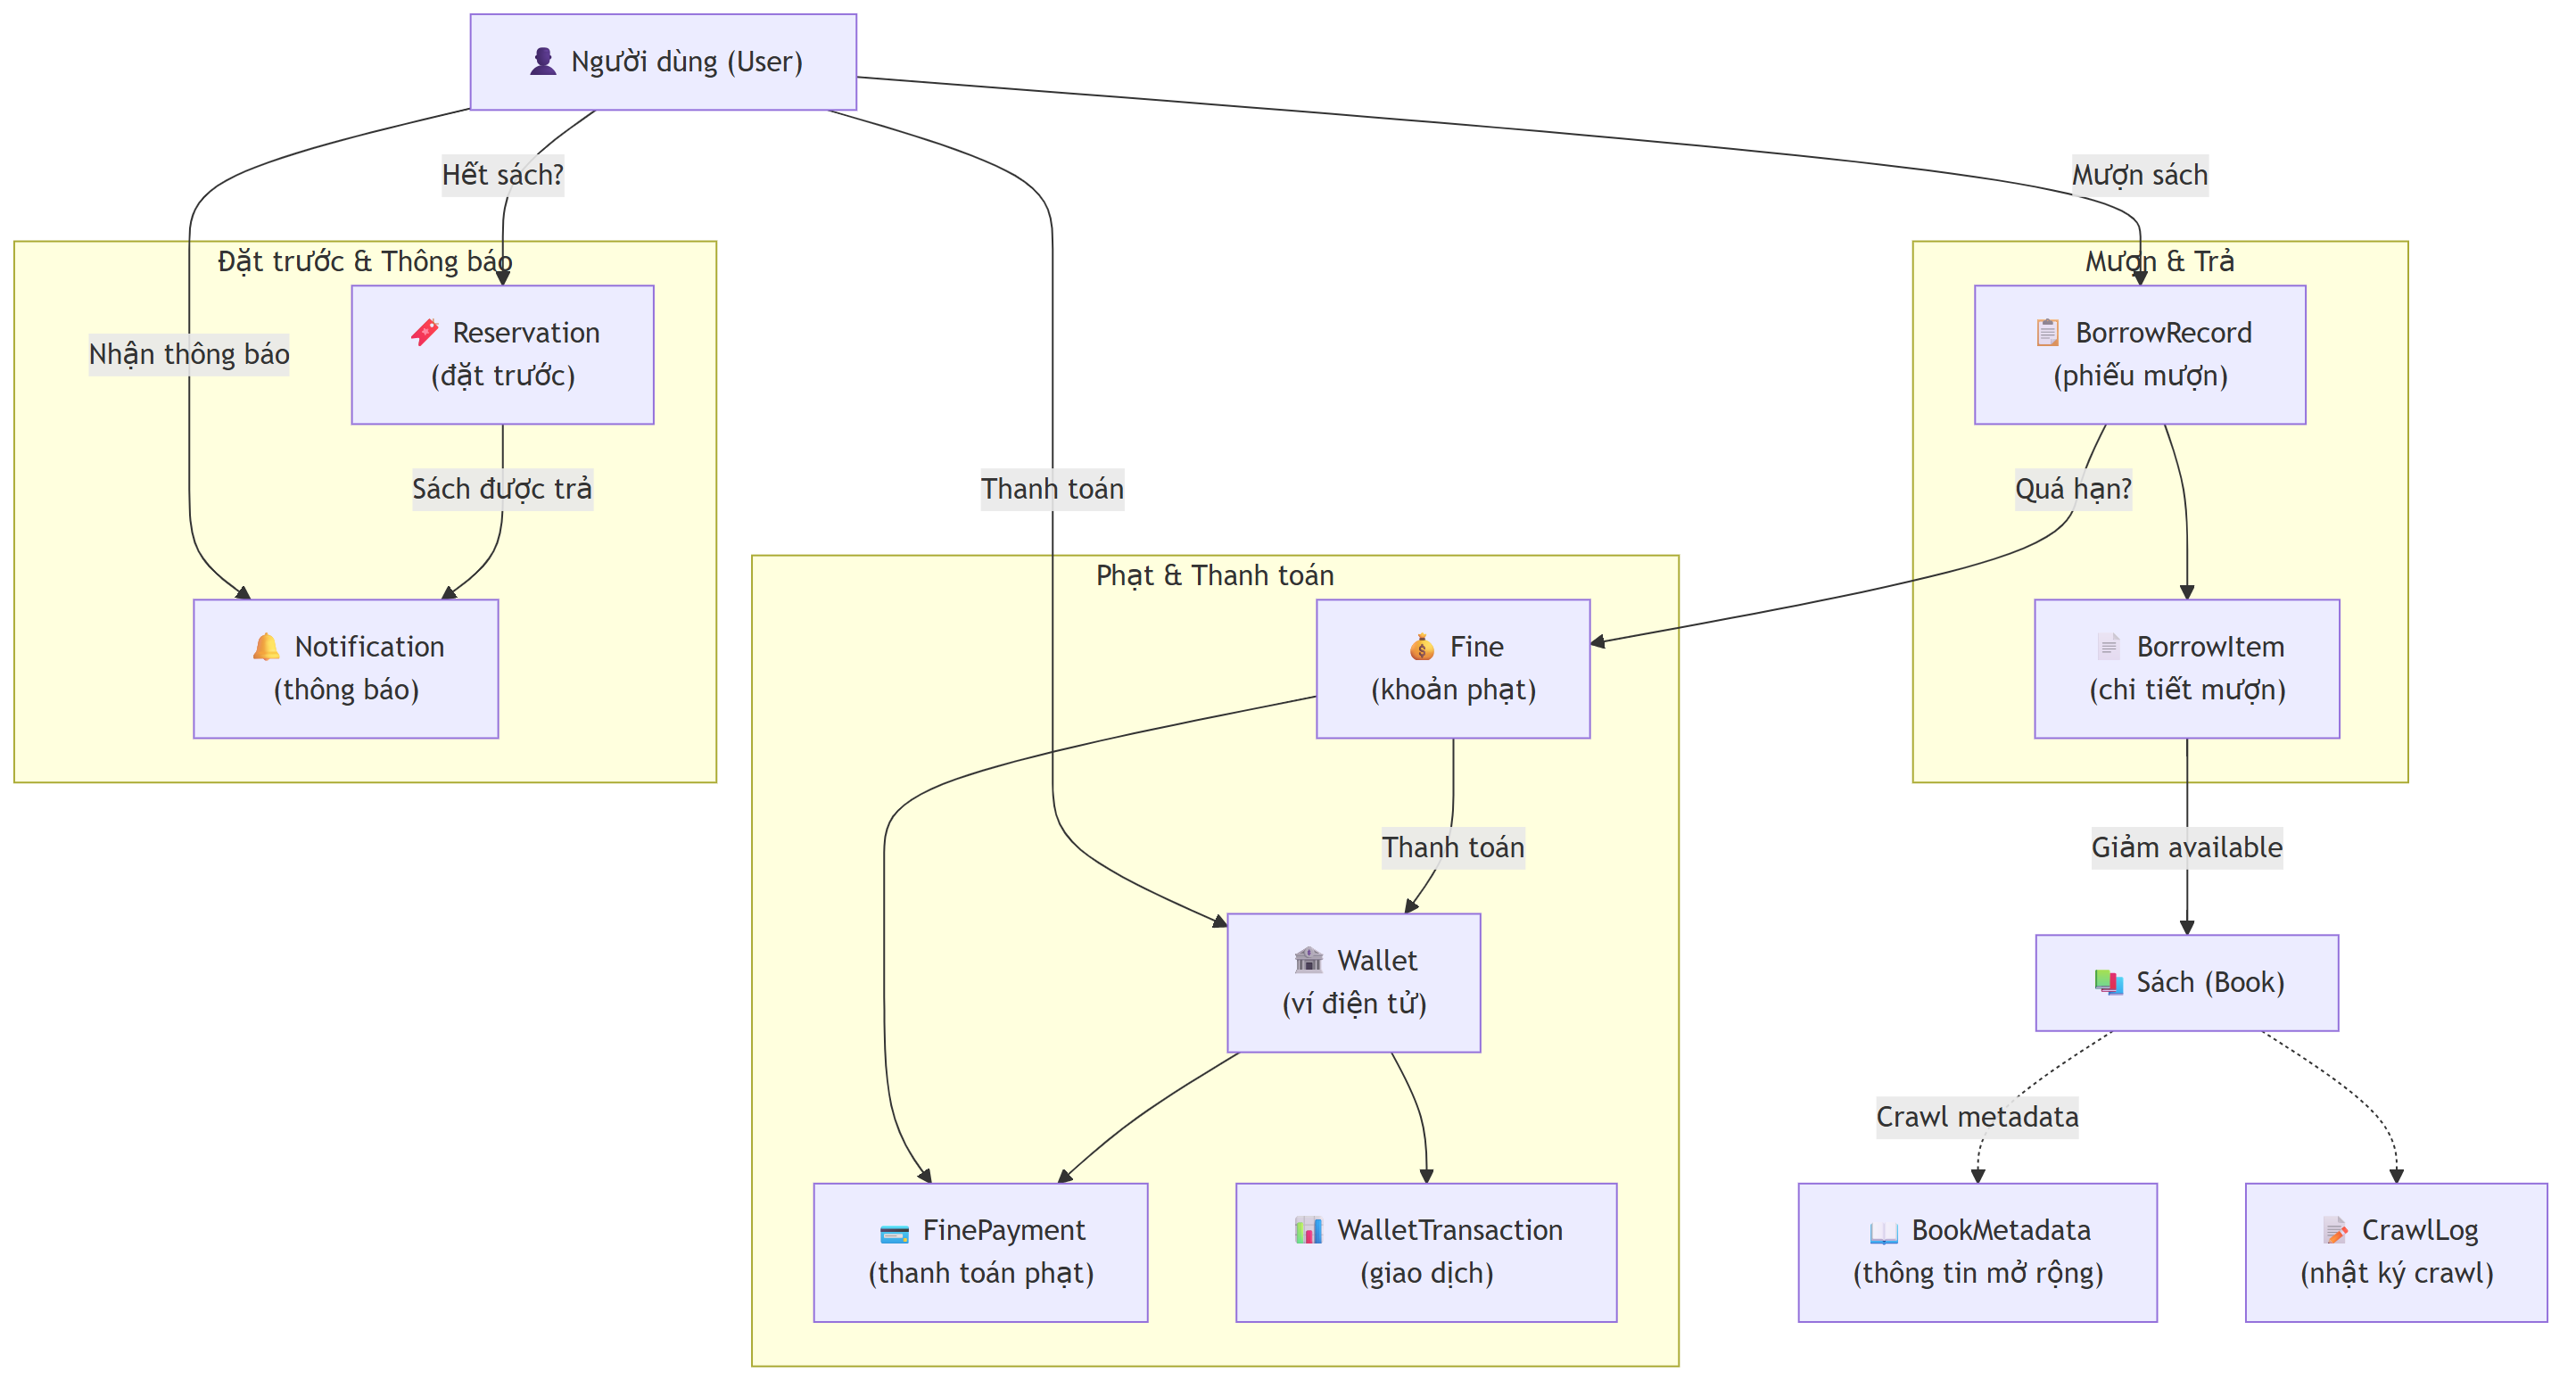 Người dùng (User)
Hết sách?
Mượn sách
Đặt trước & Thông báo
Mượn & Trả
Reservation
(đặt trước)
BorrowRecord
(phiếu mượn)
Nhận thông báo
Sách được trả
Thanh toán
Quá hạn?
Phạt & Thanh toán
Notification
(thông báo)
Fine
(khoản phạt)
BorrowItem
(chi tiết mượn)
Thanh toán
Giảm available
Wallet
(ví điện tử)
Sách (Book)
Crawl metadata
FinePayment
(thanh toán phạt)
WalletTransaction
(giao dịch)
BookMetadata
(thông tin mở rộng)
CrawlLog
(nhật ký crawl)